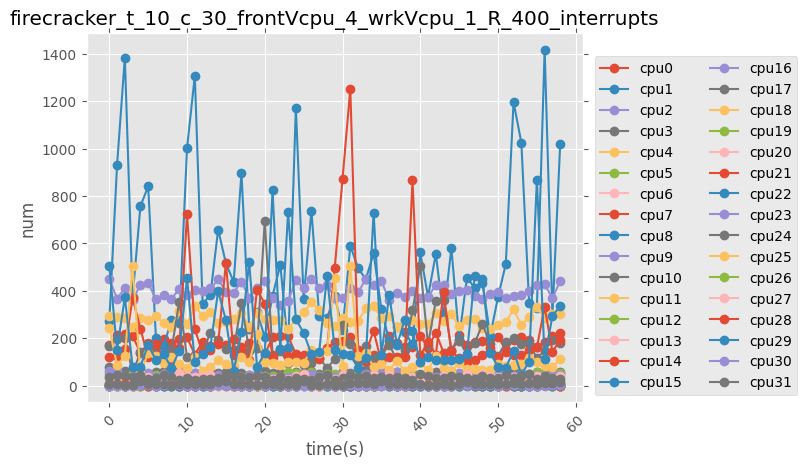 firecracker_t_10_c_30_frontVcpu_4_wrkVcpu_1_R_400_interrupts
1400
1200
1000
800
600
400
200
0
num
0
10
20
30
40
50
60
time(s)
cpu0
cpu1
cpu2
cpu3
cpu4
cpu5
cpu6
cpu7
cpu8
cpu9
cpu10
cpu11
cpu12
cpu13
cpu14
cpu15
cpu16
cpu17
cpu18
cpu19
cpu20
cpu21
cpu22
cpu23
cpu24
cpu25
cpu26
cpu27
cpu28
cpu29
cpu30
cpu31